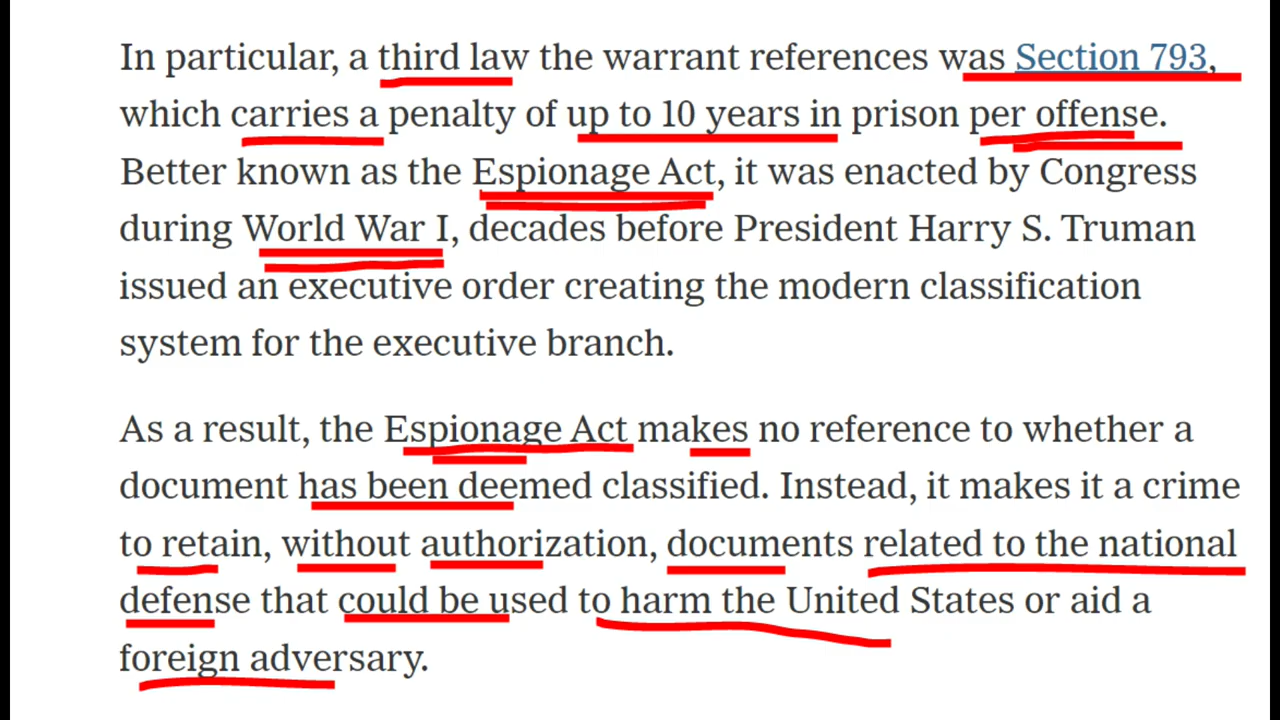 In particular, a third law the warrant references was Section 793,
which carries a penalty of up to 10 years in prison per offense.
Better known as the Espionage Act, it was enacted by Congress
during World War I, decades before President Harry S. Truman
issued an executive order creating the modern classification
system for the executive branch.
As a result, the Espionage Act makes no reference to whether a
document has been deemed classified. Instead, it makes it a crime
to retain, without authorization, documents related to the national
defense that could be used to harm the United States or aid a
foreign adversary.